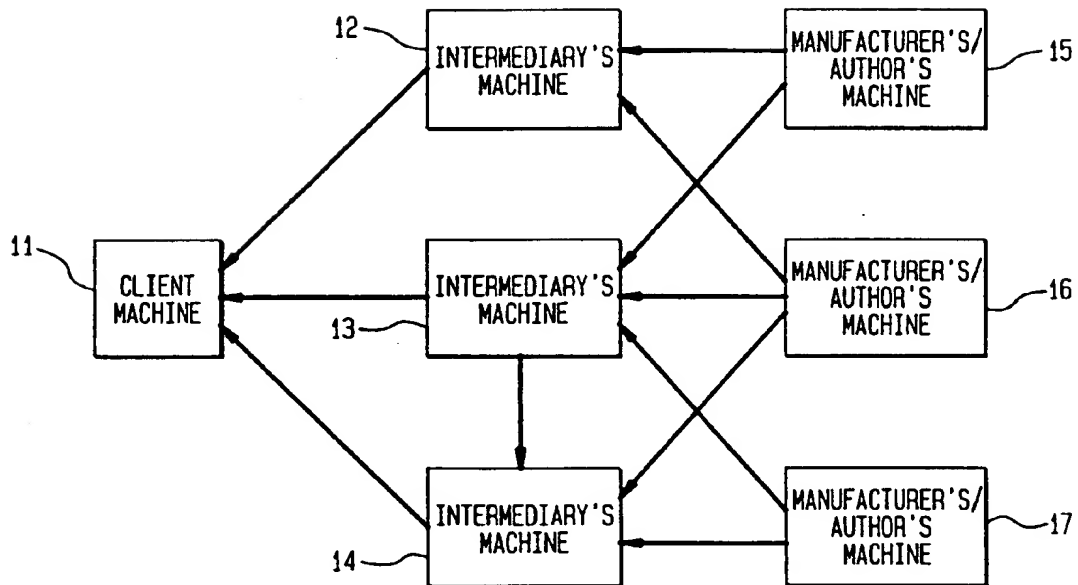 12
INTERMEDIARY'S
MACHINE
MANUFACTURER'S/
AUTHOR'S
MACHINE
15
11
CLIENT
MACHINE
INTERMEDIARY'S
MACHINE
13
MANUFACTURER'S/
AUTHOR'S
MACHINE
16
INTERMEDIARY'S
MACHINE
14
MANUFACTURER'S/
AUTHOR'S
MACHINE
17